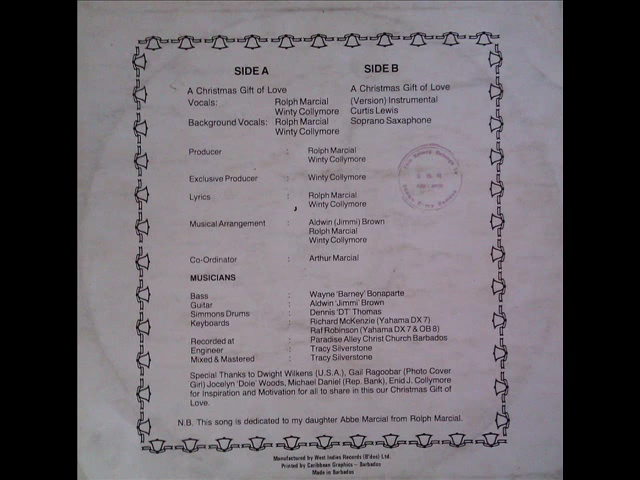 SIDE A
A Christmas Gift of Love
Vocals: Rolph Marcial
Winty Collymore
Background Vocals: Rolph Marcial
Winty Collymore
SIDE B
A Christmas Gift of Love
(Version) Instrumental
Curtis Lewis
Soprano Saxaphone
Producer : Rolph Marcial
Winty Collymore
Exclusive Producer : Winty Collymore
Lyrics : Rolph Marcial
Winty Collymore
Musical Arrangement : Aldwin (Jimmi) Brown
Rolph Marcial
Winty Collymore
Co-Ordinator : Arthur Marcial
MUSICIANS
Bass : Wayne 'Barney' Bonaparte
Guitar : Aldwin 'Jimmi' Brown
Simmons Drums : Dennis 'DT' Thomas
Keyboards : Richard McKenzie (Yahama DX 7)
Raf Robinson (Yahama DX 7 & OB 8)
Recorded at : Paradise Alley Christ Church Barbados
Engineer : Tracy Silverstone
Mixed & Mastered : Tracy Silverstone
Special Thanks to Dwight Wilkens (U.S.A.), Gail Ragoobar (Photo Cover
Girl) Jocelyn 'Doie' Woods, Michael Daniel (Rep. Bank), Enid J. Collymore
for Inspiration and Motivation for all to share in this our Christmas Gift of
Love.
N.B. This song is dedicated to my daughter Abbe Marcial from Rolph Marcial.
Manufactured by West Indies Records (B'dos) Ltd.
Printed by Caribbean Graphics - Barbados
Made in Barbados